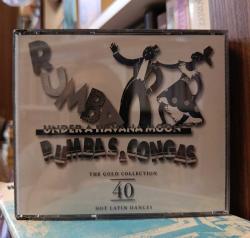 RUMBA
UNDER A HAVANA MOON
RUMBAS & CONGAS
THE GOLD COLLECTION
40
HOT LATIN DANCES